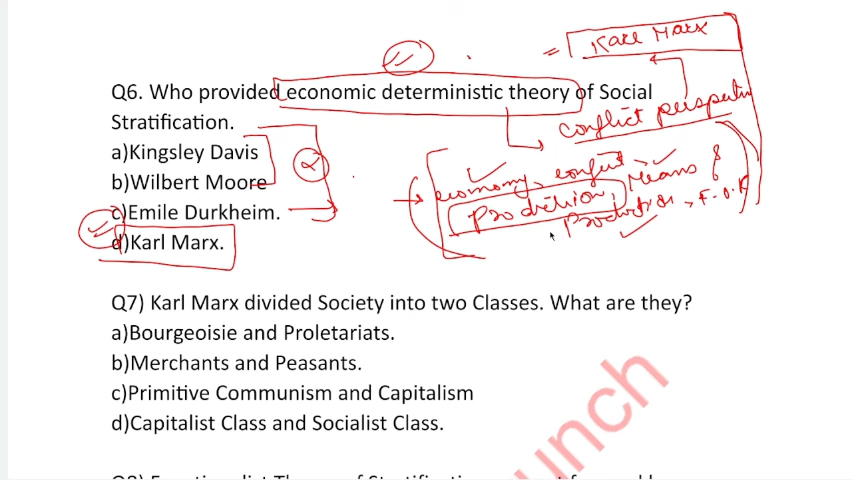 = Karl Marx
Q6. Who provided economic deterministic theory of Social
Stratification.
conflict perspective
a)Kingsley Davis
b)Wilbert Moore
c)Emile Durkheim.
d)Karl Marx.
economy, conflict,
Production, Means of
Production, F.O.P
Q7) Karl Marx divided Society into two Classes. What are they?
a)Bourgeoisie and Proletariats.
b)Merchants and Peasants.
c)Primitive Communism and Capitalism
d)Capitalist Class and Socialist Class.
unch